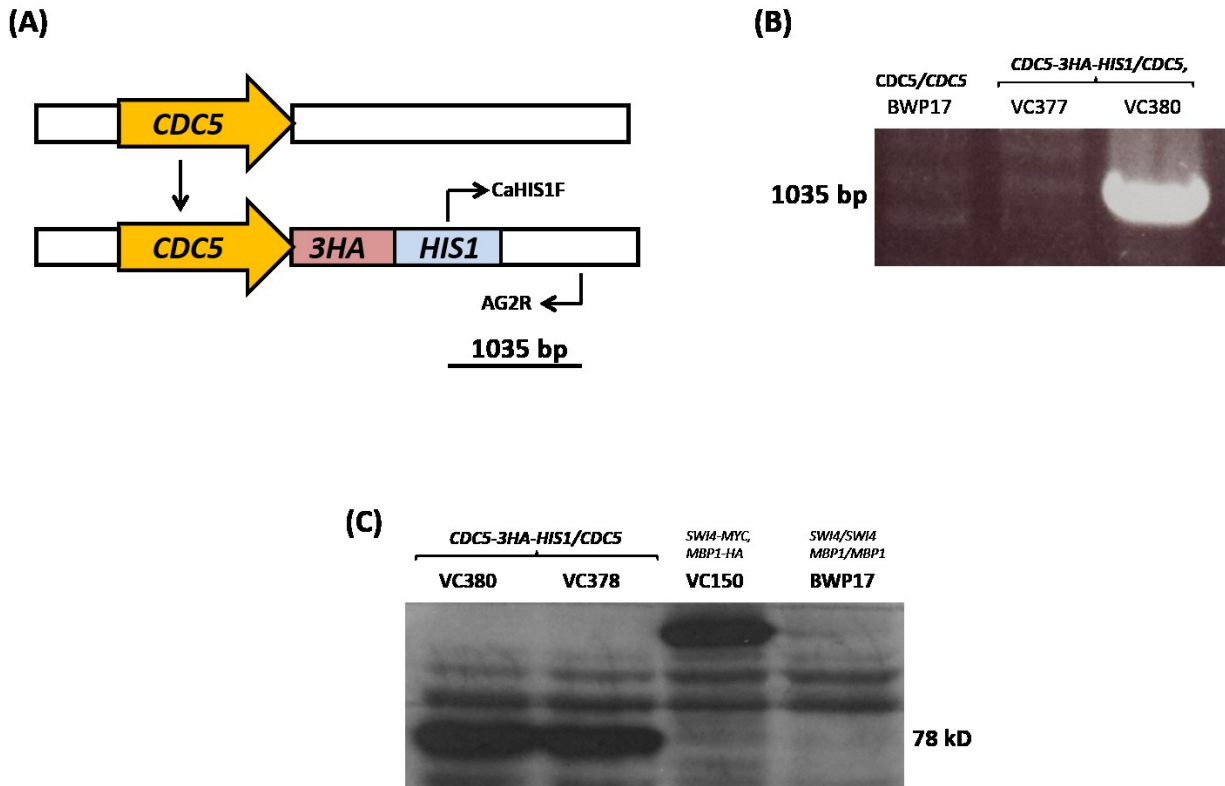 (A)
CDC5
CDC5
3HA
HIS1
CaHIS1F
AG2R
1035 bp
(B)
CDC5/CDC5
BWP17
CDC5-3HA-HIS1/CDC5,
VC377
VC380
1035 bp
(C)
CDC5-3HA-HIS1/CDC5
VC380
VC378
SWI4-MYC,
MBP1-HA
VC150
SWI4/SWI4
MBP1/MBP1
BWP17
78 kD